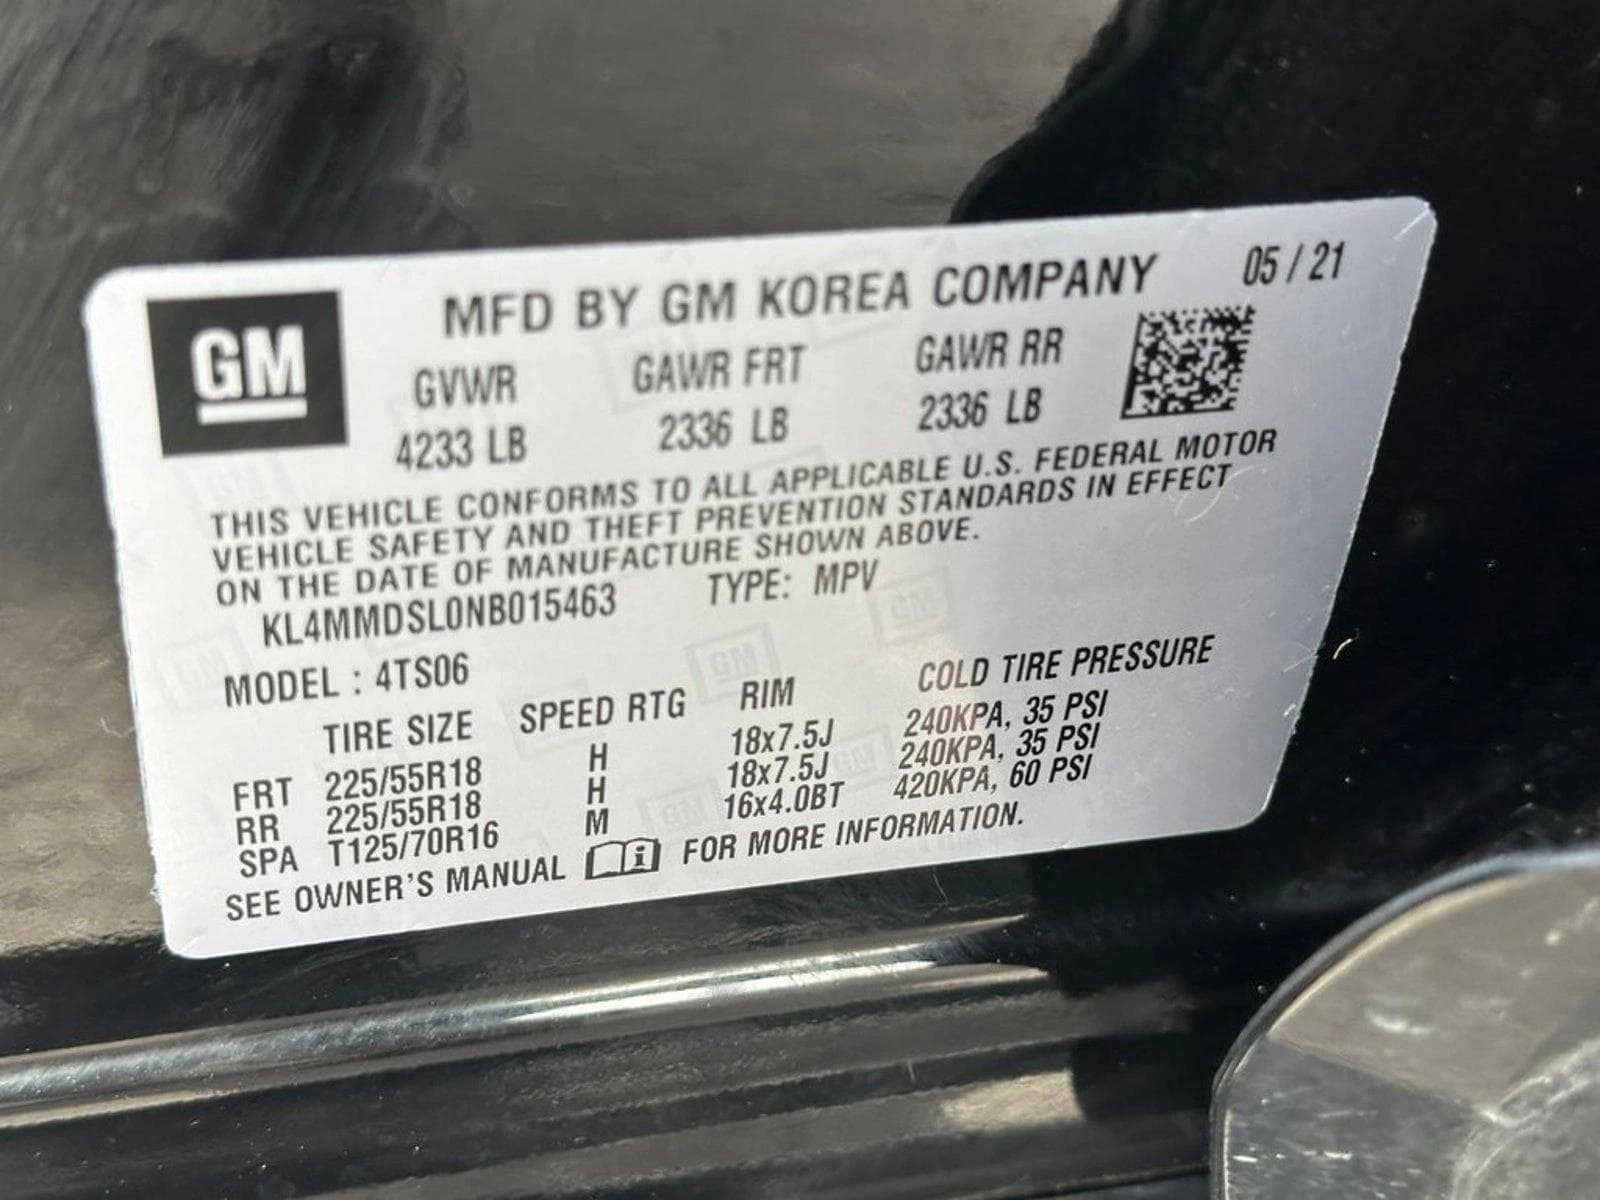 GM
MFD BY GM KOREA COMPANY 05 / 21
GVWR GAWR FRT GAWR RR
4233 LB 2336 LB 2336 LB
THIS VEHICLE CONFORMS TO ALL APPLICABLE U.S. FEDERAL MOTOR
VEHICLE SAFETY AND THEFT PREVENTION STANDARDS IN EFFECT
ON THE DATE OF MANUFACTURE SHOWN ABOVE.
KL4MMDSL0NB015463 TYPE: MPV
MODEL : 4TS06
TIRE SIZE SPEED RTG RIM COLD TIRE PRESSURE
FRT 225/55R18 H 18x7.5J 240KPA, 35 PSI
RR 225/55R18 H 18x7.5J 240KPA, 35 PSI
SPA T125/70R16 M 16x4.0BT 420KPA, 60 PSI
SEE OWNER'S MANUAL FOR MORE INFORMATION.